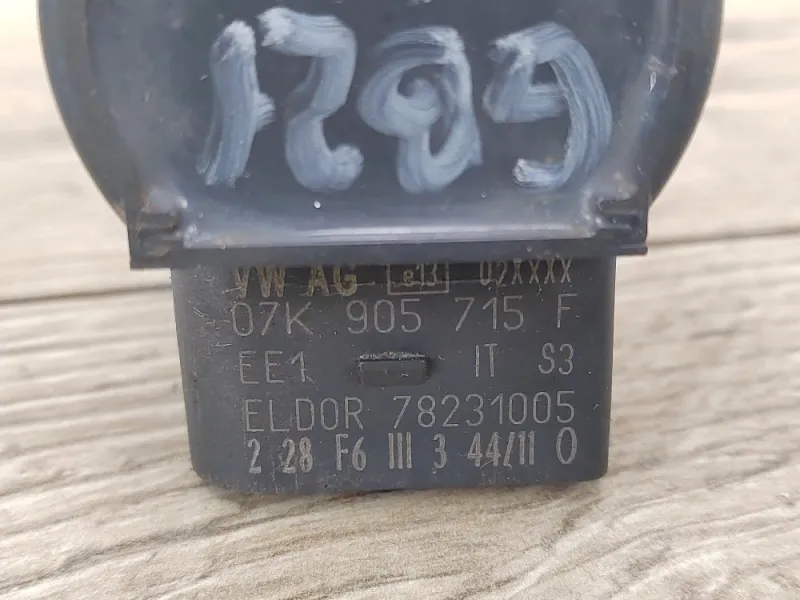 VW AG e13 02XXXX
07K 905 715 F
EE1 IT S3
ELDOR 78231005
2 28 F6 III 3 44/11 0